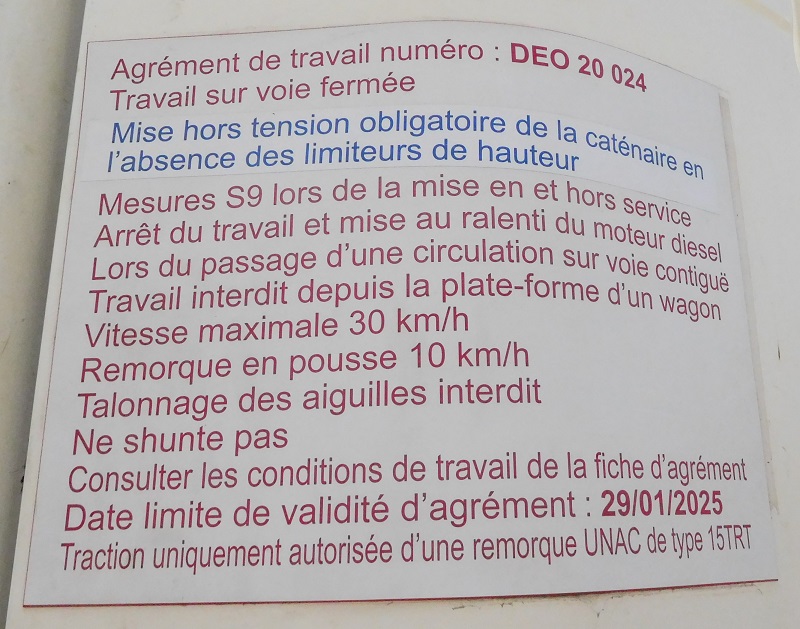 Agrément de travail numéro : DEO 20 024
Travail sur voie fermée
Mise hors tension obligatoire de la caténaire en
l'absence des limiteurs de hauteur
Mesures S9 lors de la mise en et hors service
Arrêt du travail et mise au ralenti du moteur diesel
Lors du passage d'une circulation sur voie contiguë
Travail interdit depuis la plate-forme d'un wagon
Vitesse maximale 30 km/h
Remorque en pousse 10 km/h
Talonnage des aiguilles interdit
Ne shunte pas
Consulter les conditions de travail de la fiche d'agrément
Date limite de validité d'agrément : 29/01/2025
Traction uniquement autorisée d'une remorque UNAC de type 15TRT